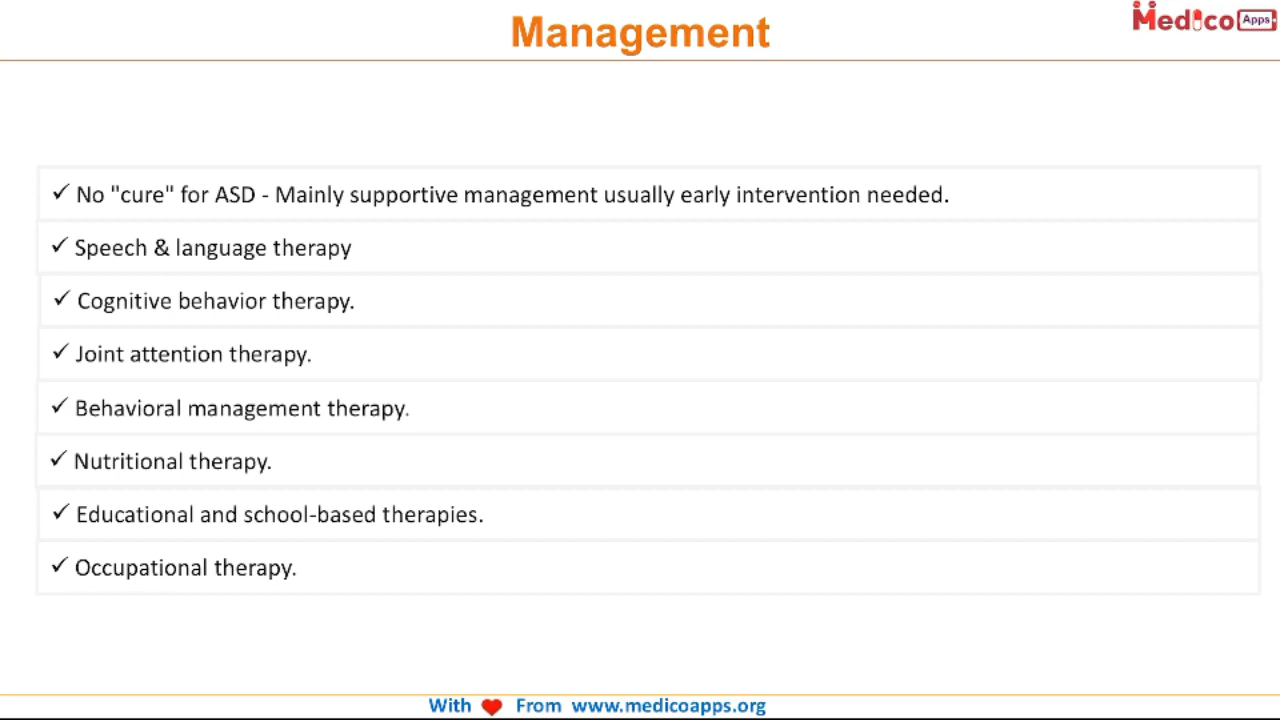 Management
Medico Apps
✓ No "cure" for ASD - Mainly supportive management usually early intervention needed.
✓ Speech & language therapy
✓ Cognitive behavior therapy.
✓ Joint attention therapy.
✓ Behavioral management therapy.
✓ Nutritional therapy.
✓ Educational and school-based therapies.
✓ Occupational therapy.
With ❤ From www.medicoapps.org